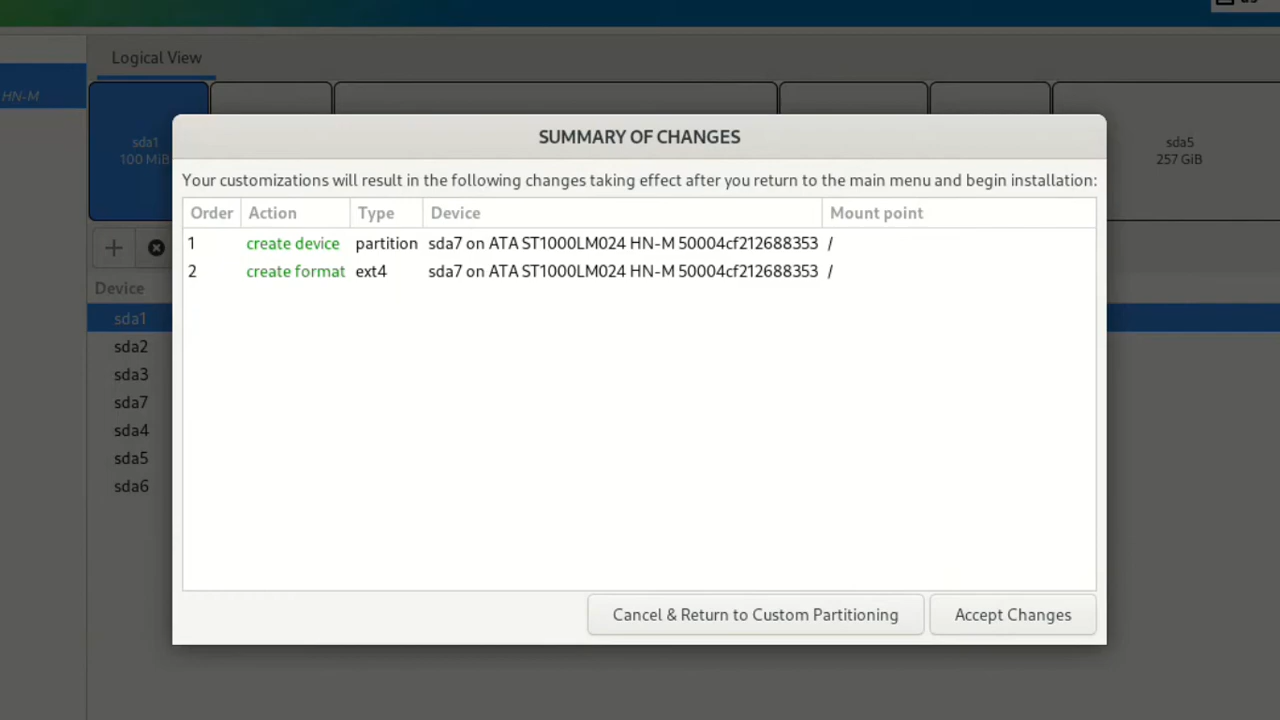 Logical View
HN-M
sda1
100 MiB
sda5
257 GiB
SUMMARY OF CHANGES
Your customizations will result in the following changes taking effect after you return to the main menu and begin installation:
Order Action Type Device Mount point
1 create device partition sda7 on ATA ST1000LM024 HN-M 50004cf212688353 /
2 create format ext4 sda7 on ATA ST1000LM024 HN-M 50004cf212688353 /
Device
sda1
sda2
sda3
sda7
sda4
sda5
sda6
Cancel & Return to Custom Partitioning
Accept Changes